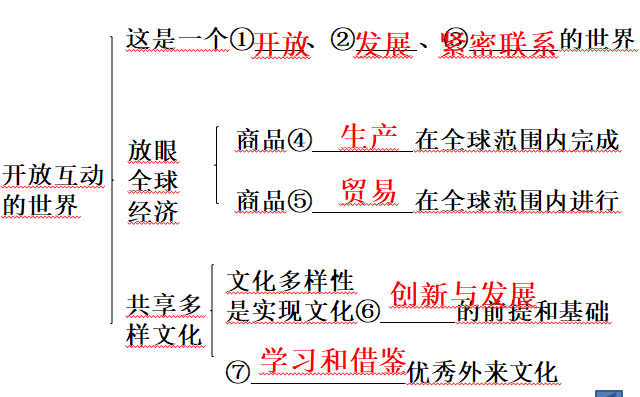 这是一个①开放、②发展、③紧密联系的世界
开放互动
的世界
放眼
全球
经济
商品④生产在全球范围内完成
商品⑤贸易在全球范围内进行
共享多
样文化
文化多样性
是实现文化⑥创新与发展的前提和基础
⑦学习和借鉴优秀外来文化